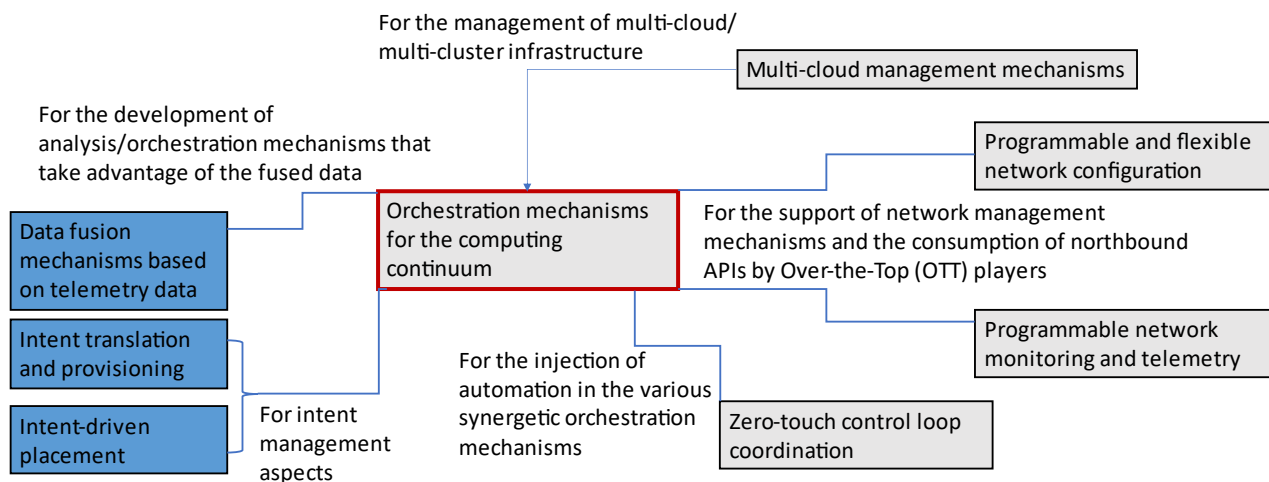 For the management of multi-cloud/
multi-cluster infrastructure
Multi-cloud management mechanisms
For the development of
analysis/orchestration mechanisms that
take advantage of the fused data
Programmable and flexible
network configuration
Orchestration mechanisms
for the computing
continuum
For the support of network management
mechanisms and the consumption of northbound
APIs by Over-the-Top (OTT) players
Data fusion
mechanisms based
on telemetry data
Intent translation
and provisioning
Programmable network
monitoring and telemetry
For the injection of
automation in the various
synergetic orchestration
mechanisms
Intent-driven
placement
For intent
management
aspects
Zero-touch control loop
coordination